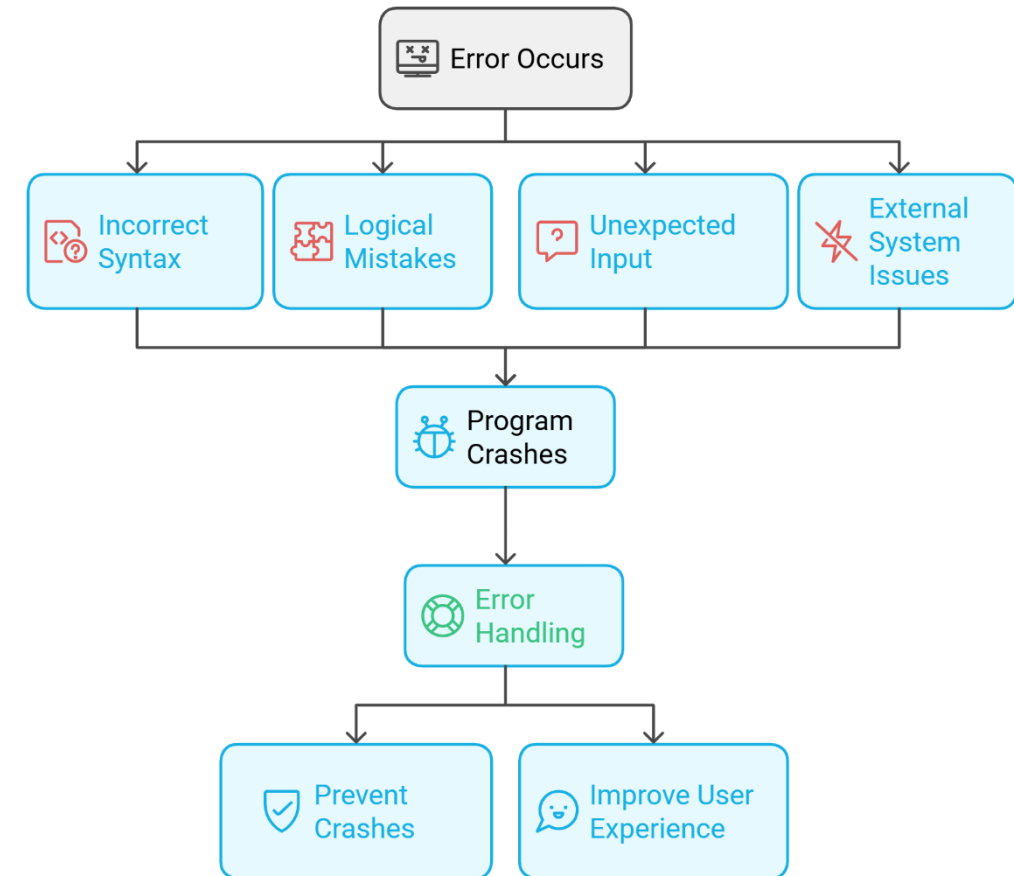 Error Occurs
Incorrect
Syntax
Logical
Mistakes
Unexpected
Input
External
System
Issues
Program
Crashes
Error
Handling
Prevent
Crashes
Improve User
Experience